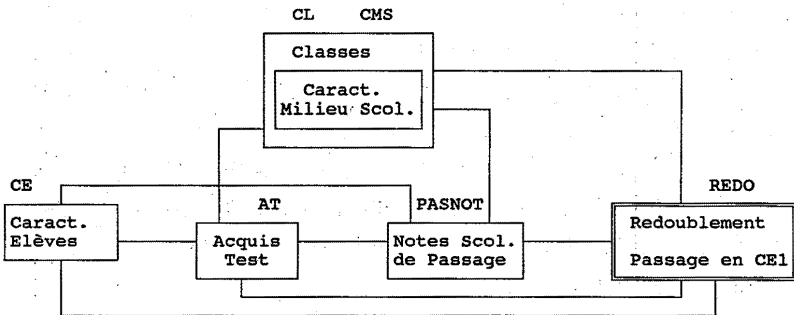 CL CMS
Classes
Caract.
Milieu Scol.
CE
AT
PASNOT
REDO
Caract.
Elèves
Acquis
Test
Notes Scol.
de Passage
Redoublement
Passage en CE1